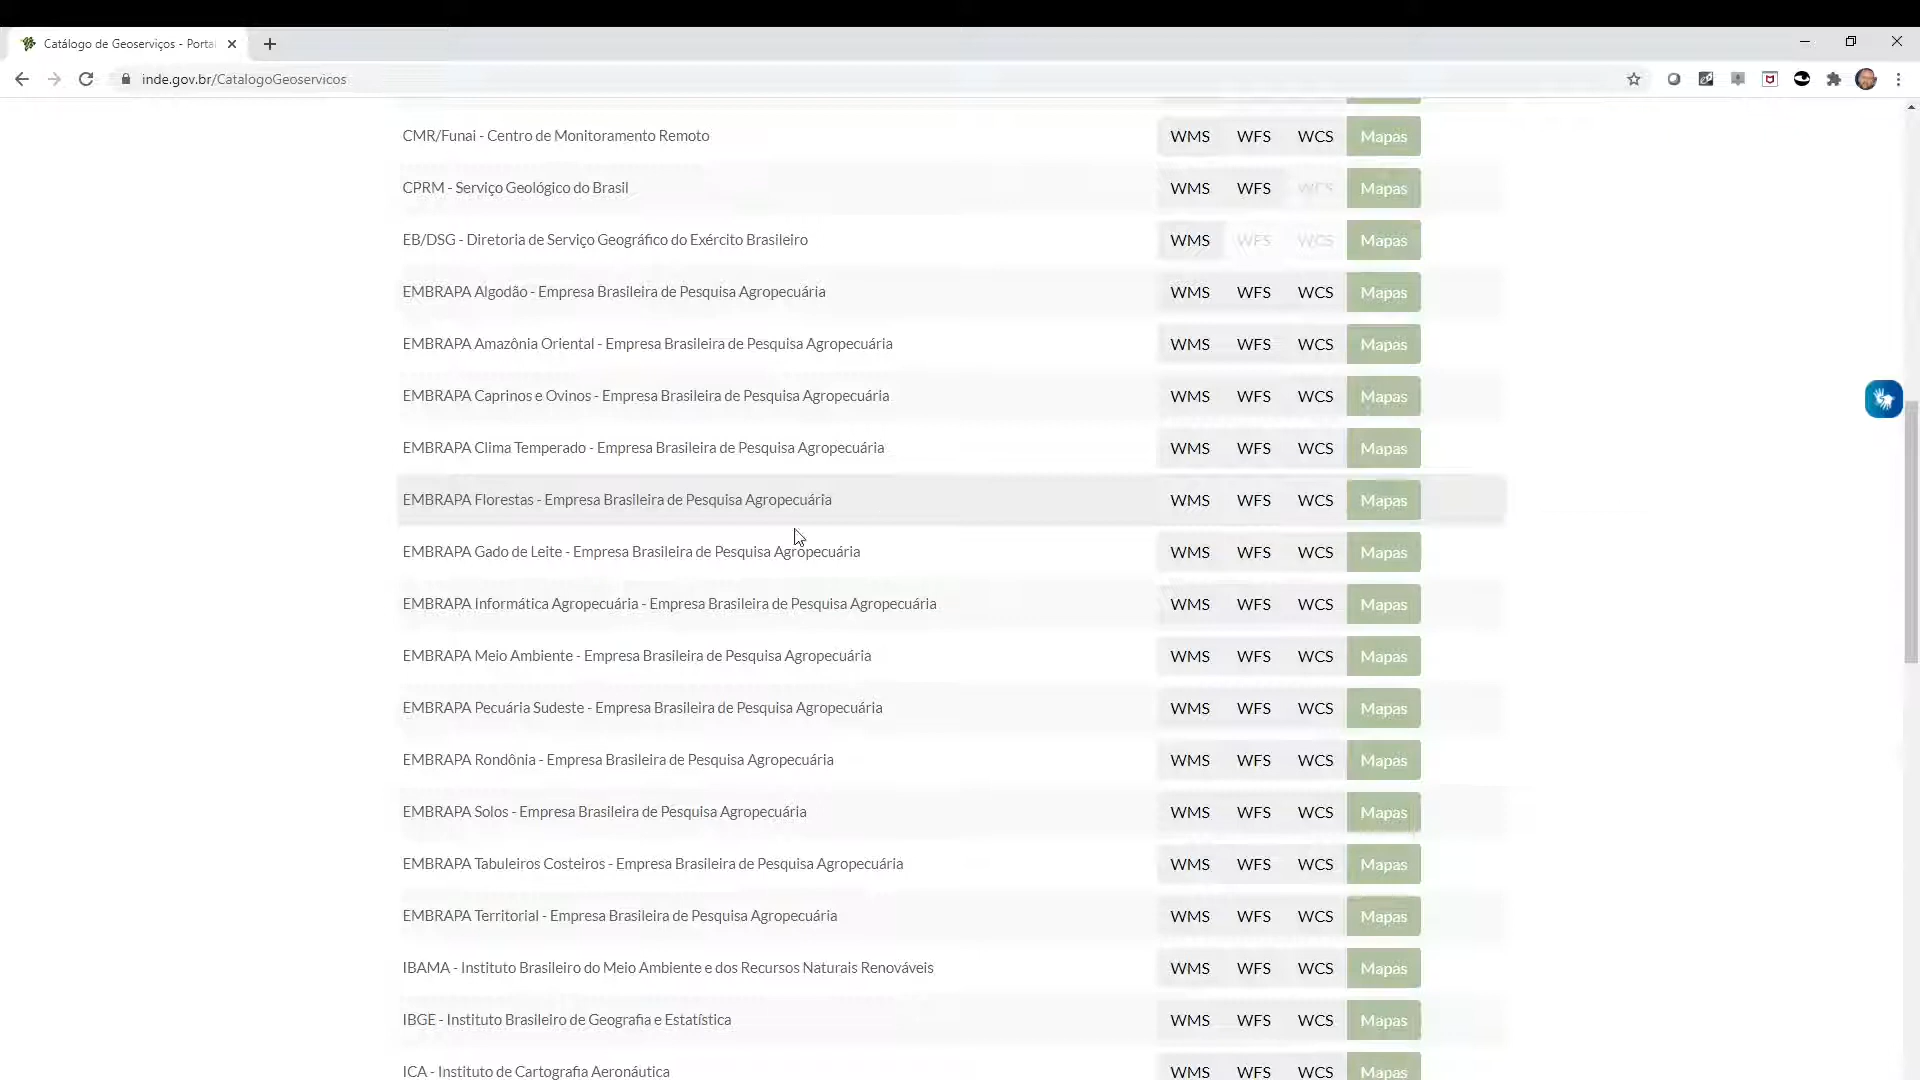 Catálogo de Geoserviços - Porta
inde.gov.br/CatalogoGeoservicos
CMR/Funai - Centro de Monitoramento Remoto WMS WFS WCS Mapas
CPRM - Serviço Geológico do Brasil WMS WFS WCS Mapas
EB/DSG - Diretoria de Serviço Geográfico do Exército Brasileiro WMS WFS WCS Mapas
EMBRAPA Algodão - Empresa Brasileira de Pesquisa Agropecuária WMS WFS WCS Mapas
EMBRAPA Amazônia Oriental - Empresa Brasileira de Pesquisa Agropecuária WMS WFS WCS Mapas
EMBRAPA Caprinos e Ovinos - Empresa Brasileira de Pesquisa Agropecuária WMS WFS WCS Mapas
EMBRAPA Clima Temperado - Empresa Brasileira de Pesquisa Agropecuária WMS WFS WCS Mapas
EMBRAPA Florestas - Empresa Brasileira de Pesquisa Agropecuária WMS WFS WCS Mapas
EMBRAPA Gado de Leite - Empresa Brasileira de Pesquisa Agropecuária WMS WFS WCS Mapas
EMBRAPA Informática Agropecuária - Empresa Brasileira de Pesquisa Agropecuária WMS WFS WCS Mapas
EMBRAPA Meio Ambiente - Empresa Brasileira de Pesquisa Agropecuária WMS WFS WCS Mapas
EMBRAPA Pecuária Sudeste - Empresa Brasileira de Pesquisa Agropecuária WMS WFS WCS Mapas
EMBRAPA Rondônia - Empresa Brasileira de Pesquisa Agropecuária WMS WFS WCS Mapas
EMBRAPA Solos - Empresa Brasileira de Pesquisa Agropecuária WMS WFS WCS Mapas
EMBRAPA Tabuleiros Costeiros - Empresa Brasileira de Pesquisa Agropecuária WMS WFS WCS Mapas
EMBRAPA Territorial - Empresa Brasileira de Pesquisa Agropecuária WMS WFS WCS Mapas
IBAMA - Instituto Brasileiro do Meio Ambiente e dos Recursos Naturais Renováveis WMS WFS WCS Mapas
IBGE - Instituto Brasileiro de Geografia e Estatística WMS WFS WCS Mapas
ICA - Instituto de Cartografia Aeronáutica WMS WFS WCS Mapas